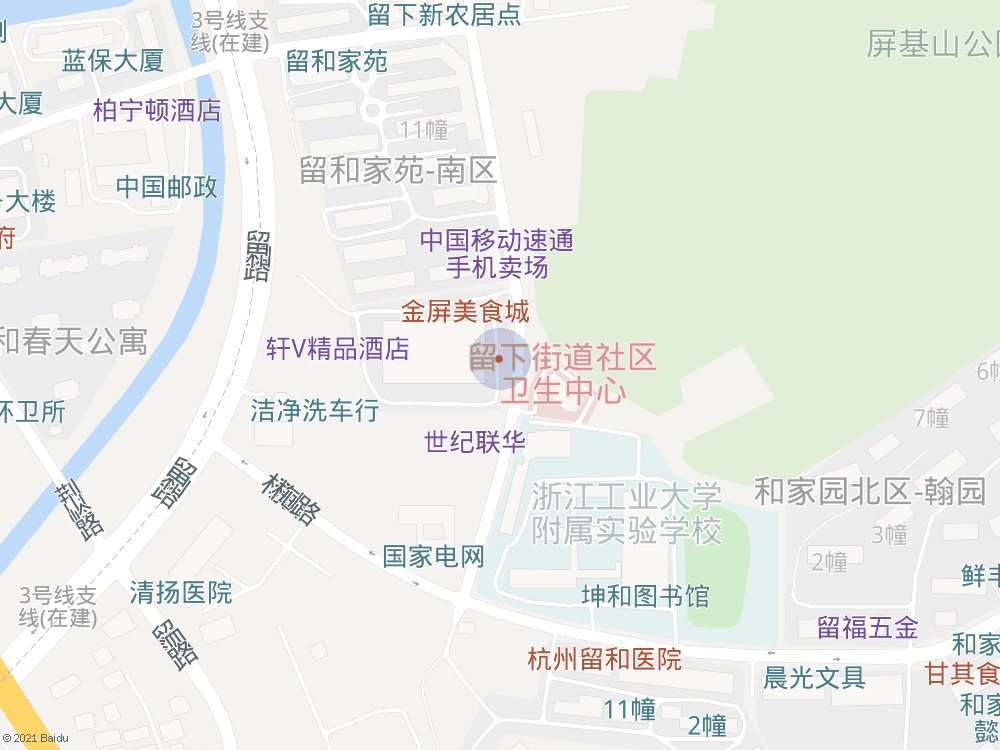 留下新农居点
3号线支
线(在建)
屏基山公
蓝保大厦
留和家苑
大厦
柏宁顿酒店
11幢
留和家苑-南区
中国邮政
大楼
府
中国移动速通
手机卖场
留和路
金屏美食城
和春天公寓
轩V精品酒店
留下街道社区
卫生中心
6幢
环卫所
洁净洗车行
7幢
世纪联华
留和路
荆山岭路
浙江工业大学
附属实验学校
和家园北区-翰园
3幢
国家电网
2幢
鲜丰
3号线支
线(在建)
清扬医院
坤和图书馆
留福五金
和家
杭州留和医院
甘其食
晨光文具
和家
11幢
2幢
懿
© 2021 Baidu